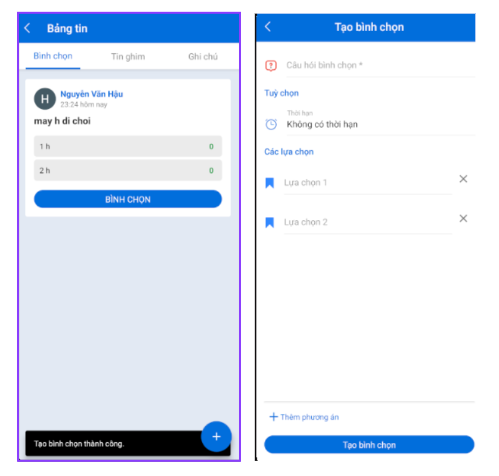 Bảng tin
Bình chọn
Tin ghim
Ghi chú
H
Nguyễn Văn Hậu
23:24 hôm nay
may h di choi
1 h
0
2 h
0
BÌNH CHỌN
Tạo bình chọn thành công.
Tạo bình chọn
Câu hỏi bình chọn *
Tuỳ chọn
Thời hạn
Không có thời hạn
Các lựa chọn
Lựa chọn 1
Lựa chọn 2
Thêm phương án
Tạo bình chọn